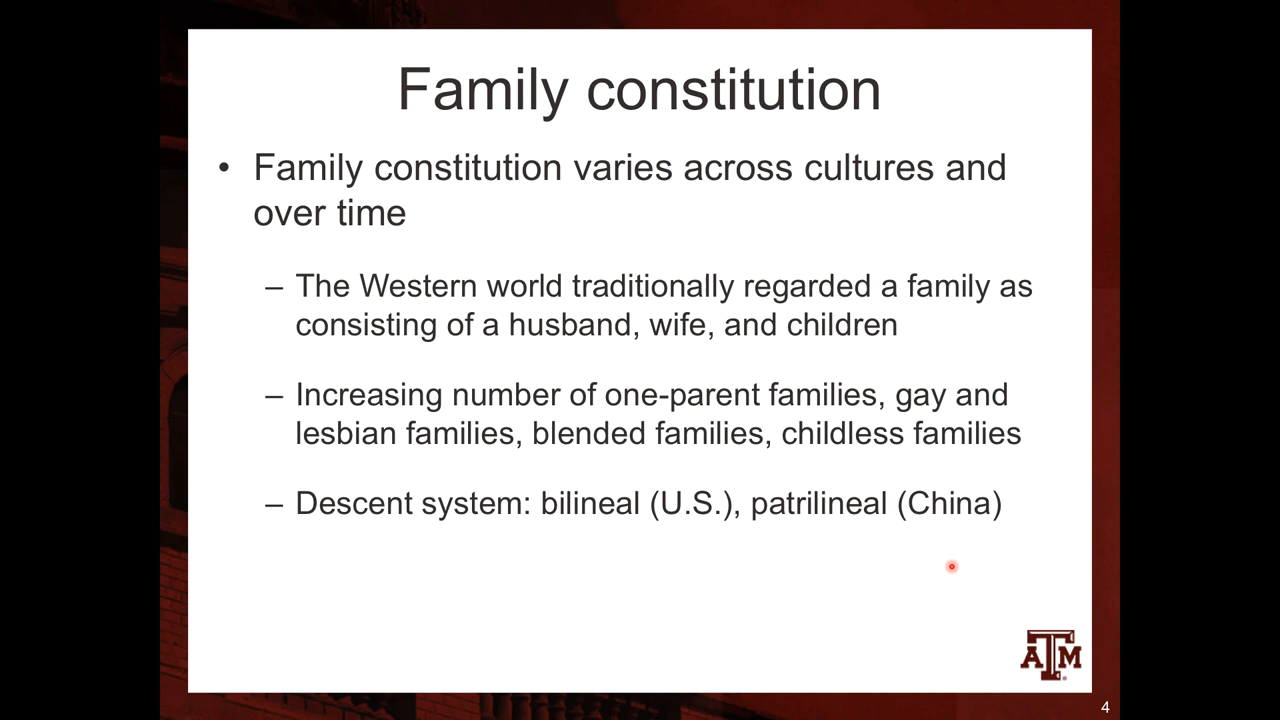 Family constitution
• Family constitution varies across cultures and
over time
– The Western world traditionally regarded a family as
consisting of a husband, wife, and children
– Increasing number of one-parent families, gay and
lesbian families, blended families, childless families
– Descent system: bilineal (U.S.), patrilineal (China)
ATM
4